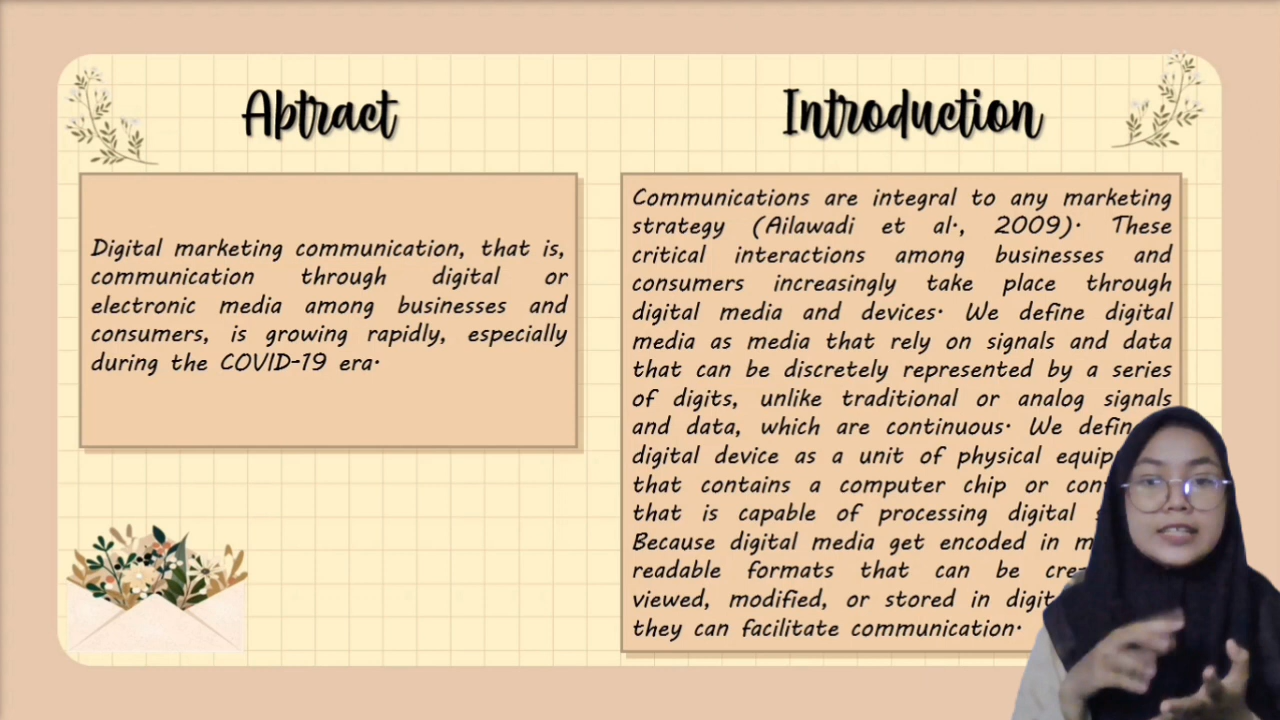 Abtract
Digital marketing communication, that is,
communication through digital or
electronic media among businesses and
consumers, is growing rapidly, especially
during the COVID-19 era.
Introduction
Communications are integral to any marketing
strategy (Ailawadi et al., 2009). These
critical interactions among businesses and
consumers increasingly take place through
digital media and devices. We define digital
media as media that rely on signals and data
that can be discretely represented by a series
of digits, unlike traditional or analog signals
and data, which are continuous. We
digital device as a unit of physical
that contains a computer chip or
that is capable of processing digital
Because digital media get encoded in
readable formats that can be
viewed, modified, or stored in
they can facilitate communication.